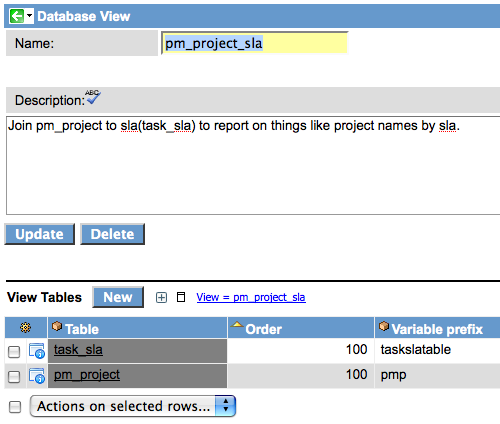 Database View
Name: pm_project_sla
Description: ABC
Join pm_project to sla(task_sla) to report on things like project names by sla.
Update Delete
View Tables New View = pm_project_sla
Table Order Variable prefix
task_sla 100 taskslatable
pm_project 100 pmp
Actions on selected rows...